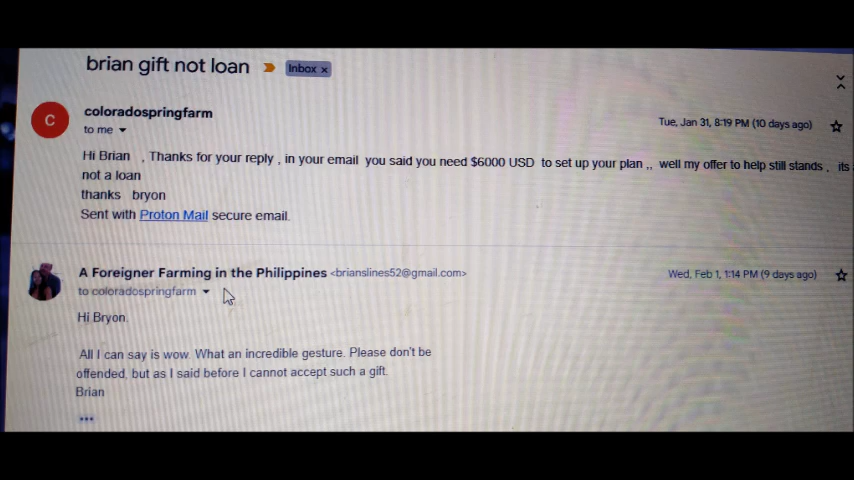 brian gift not loan Inbox x
C
coloradospringfarm
Tue, Jan 31, 8:19 PM (10 days ago)
to me
Hi Brian , Thanks for your reply , in your email you said you need $6000 USD to set up your plan ,, well my offer to help still stands , its
not a loan
thanks bryon
Sent with Proton Mail secure email.
A Foreigner Farming in the Philippines <brianslines52@gmail.com>
Wed, Feb 1, 1:14 PM (9 days ago)
to coloradospringfarm
Hi Bryon.
All I can say is wow. What an incredible gesture. Please don't be
offended, but as I said before I cannot accept such a gift.
Brian
...